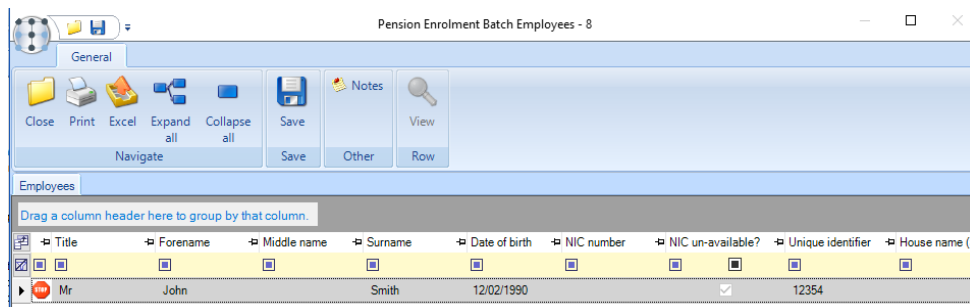 Pension Enrolment Batch Employees - 8
General
Close Print Excel Expand all Collapse all Save Notes View
Navigate Save Other Row
Employees
Drag a column header here to group by that column.
Title Forename Middle name Surname Date of birth NIC number NIC un-available? Unique identifier House name (
STOP Mr John Smith 12/02/1990 12354